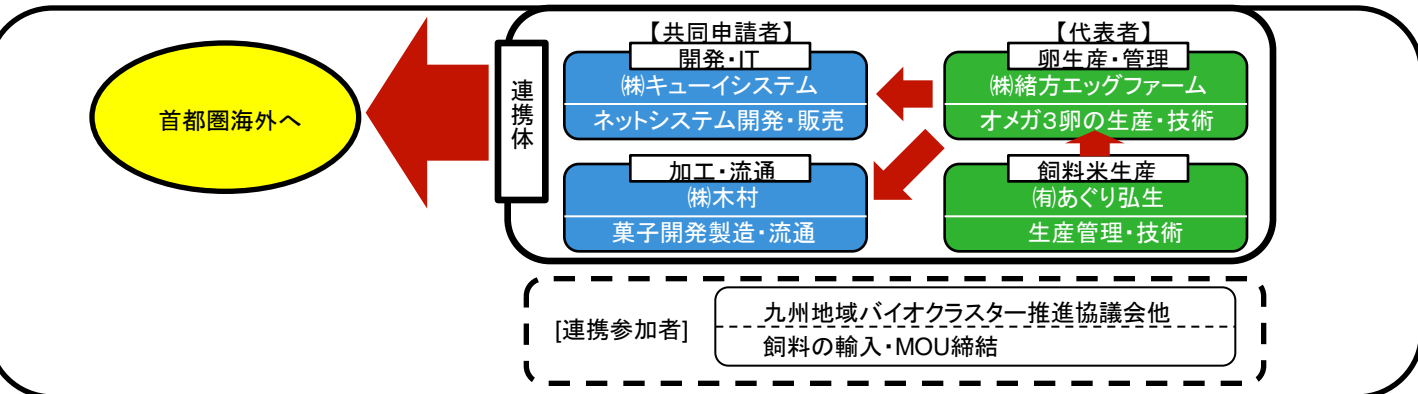 首都圏海外へ
連携体
【共同申請者】
開発・IT
㈱キューイシステム
ネットシステム開発・販売
加工・流通
㈱木村
菓子開発製造・流通
【代表者】
卵生産・管理
㈱緒方エッグファーム
オメガ3卵の生産・技術
飼料米生産
㈲あぐり弘生
生産管理・技術
[連携参加者]
九州地域バイオクラスター推進協議会他
飼料の輸入・MOU締結